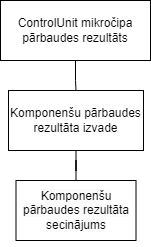 ControlUnit mikročipa
pārbaudes rezultāts
Komponenšu pārbaudes
rezultāta izvade
Komponenšu
pārbaudes rezultāta
secinājums